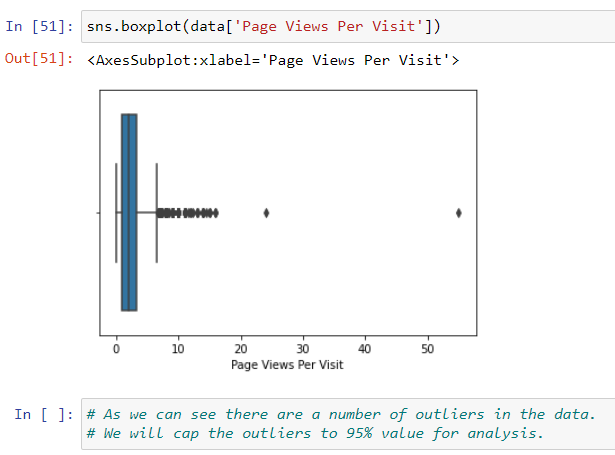 In [51]: sns.boxplot(data['Page Views Per Visit'])
Out[51]: <AxesSubplot:xlabel='Page Views Per Visit'>
0 10 20 30 40 50
Page Views Per Visit
In [ ]: # As we can see there are a number of outliers in the data.
# We will cap the outliers to 95% value for analysis.